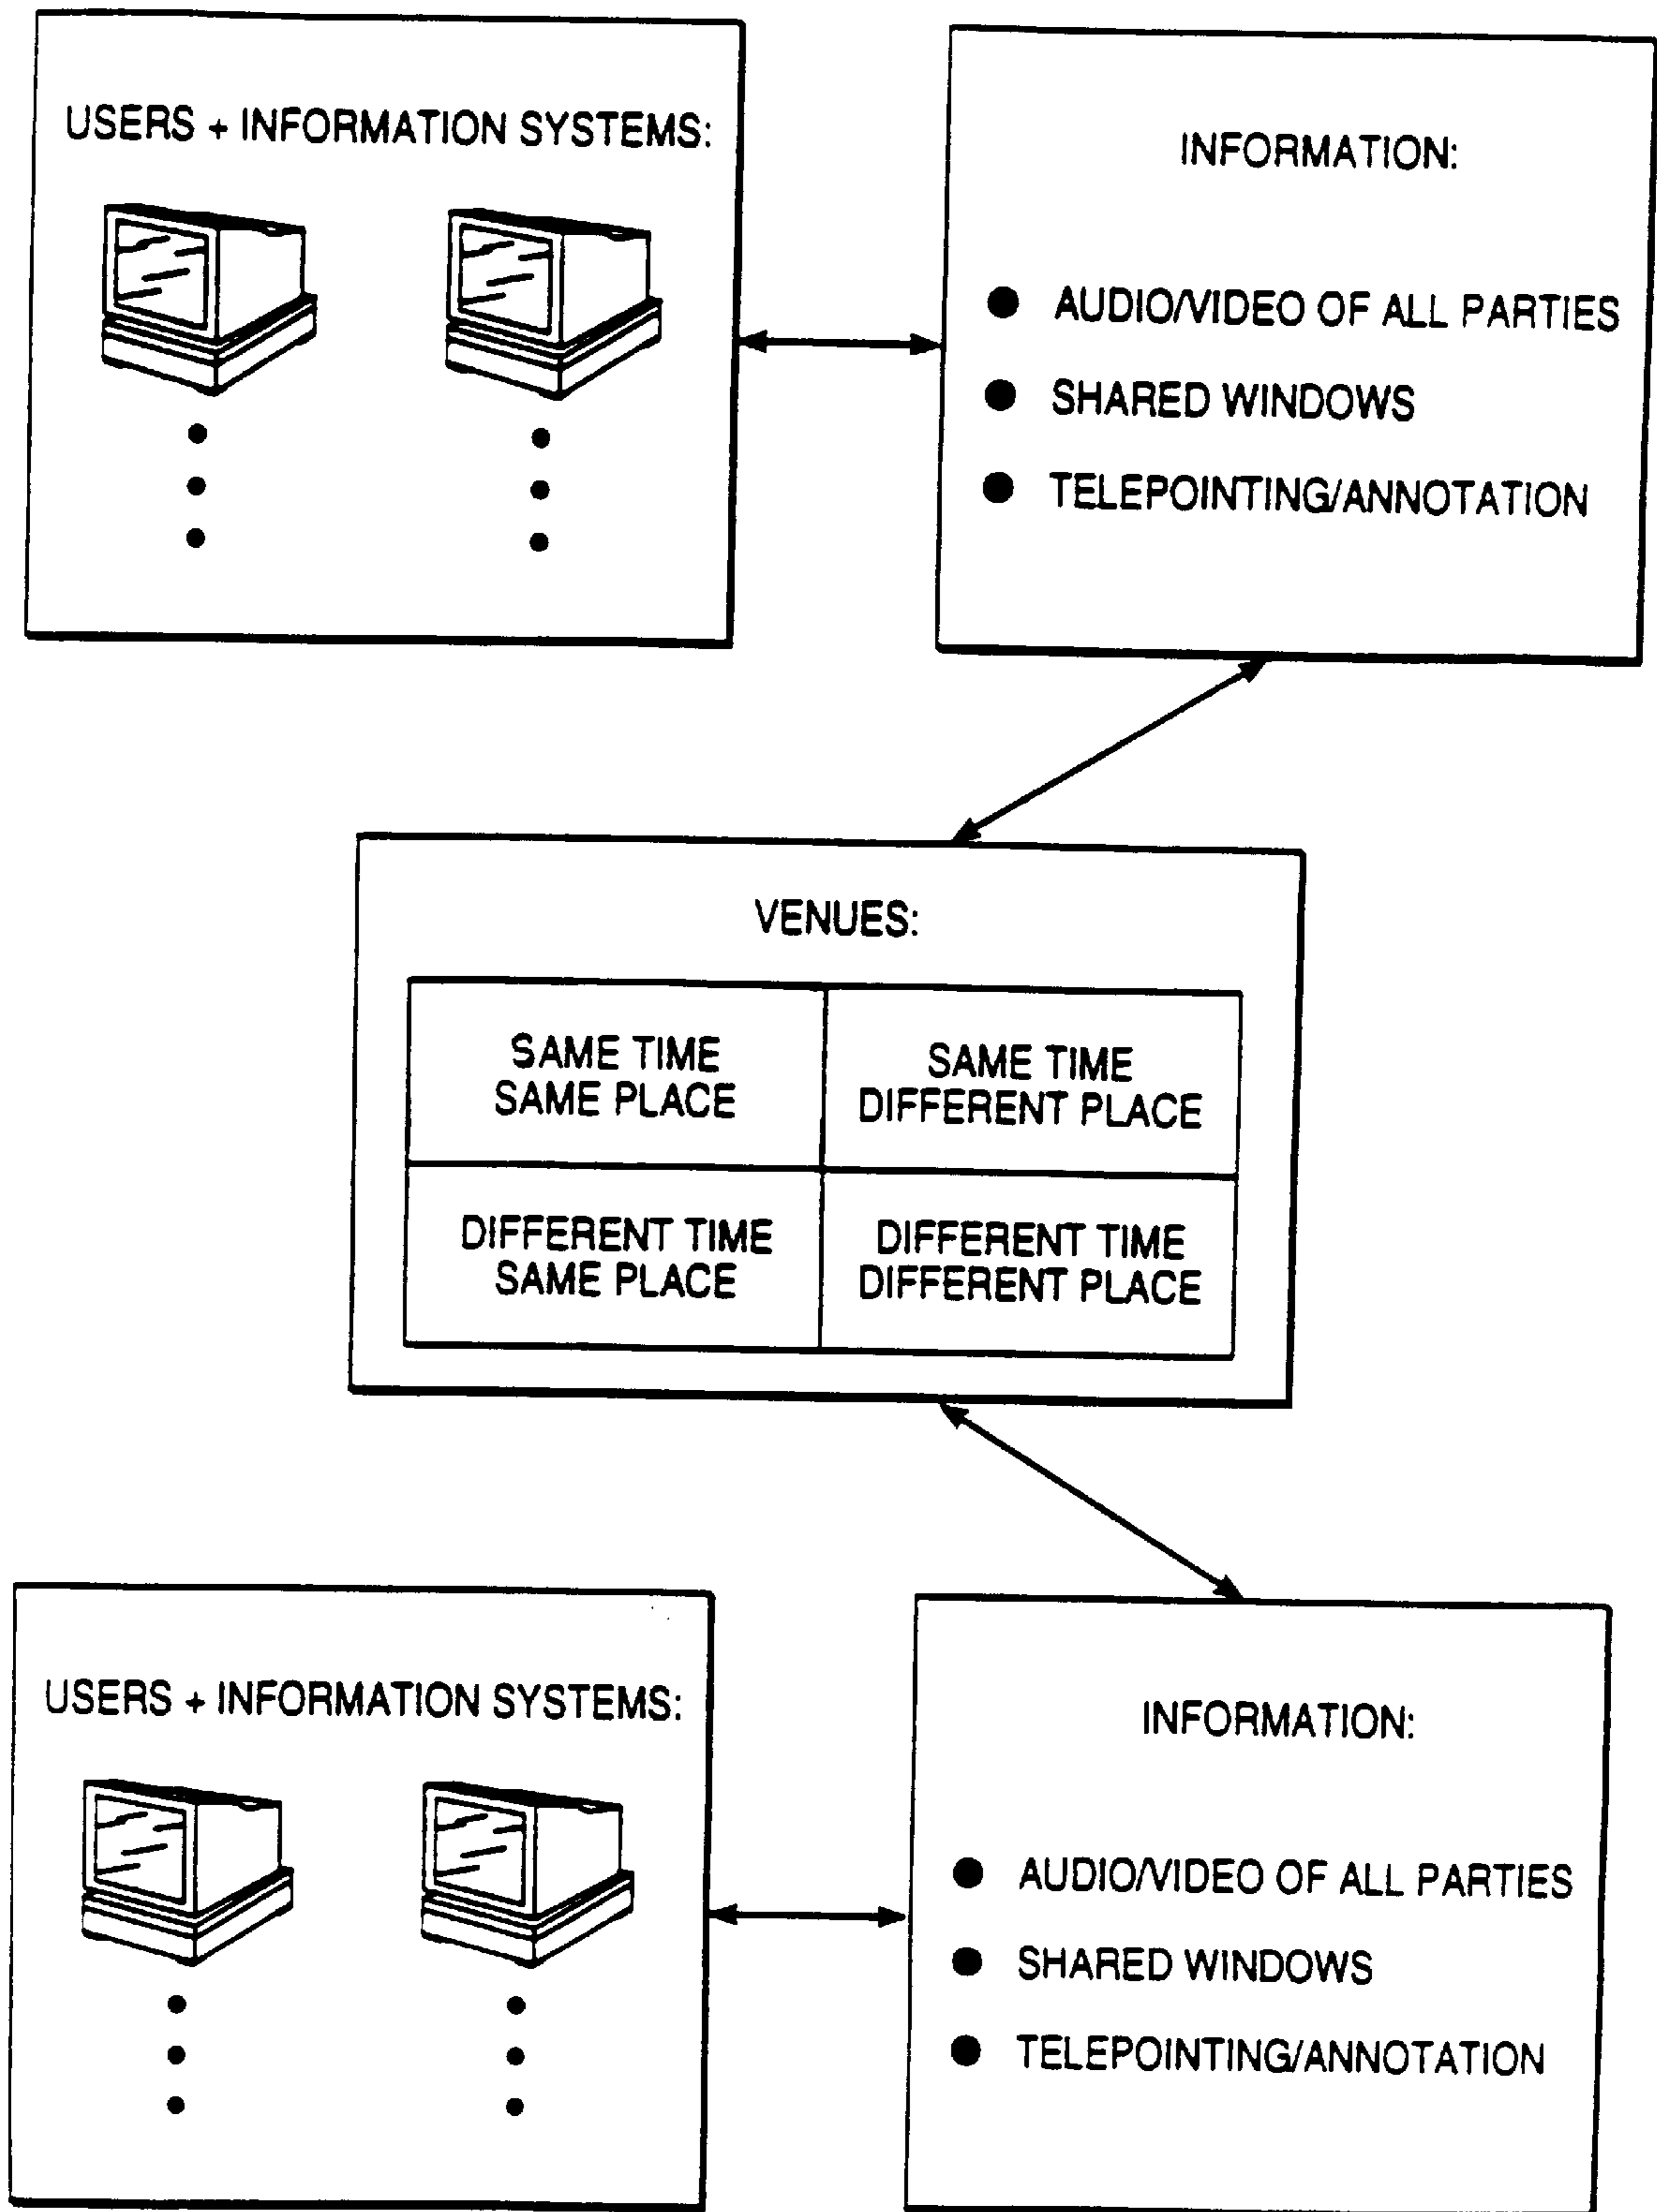 USERS + INFORMATION SYSTEMS:
INFORMATION:
● AUDIO/VIDEO OF ALL PARTIES
● SHARED WINDOWS
● TELEPOINTING/ANNOTATION
VENUES:
SAME TIME
SAME PLACE
SAME TIME
DIFFERENT PLACE
DIFFERENT TIME
SAME PLACE
DIFFERENT TIME
DIFFERENT PLACE
USERS + INFORMATION SYSTEMS:
INFORMATION:
● AUDIO/VIDEO OF ALL PARTIES
● SHARED WINDOWS
● TELEPOINTING/ANNOTATION